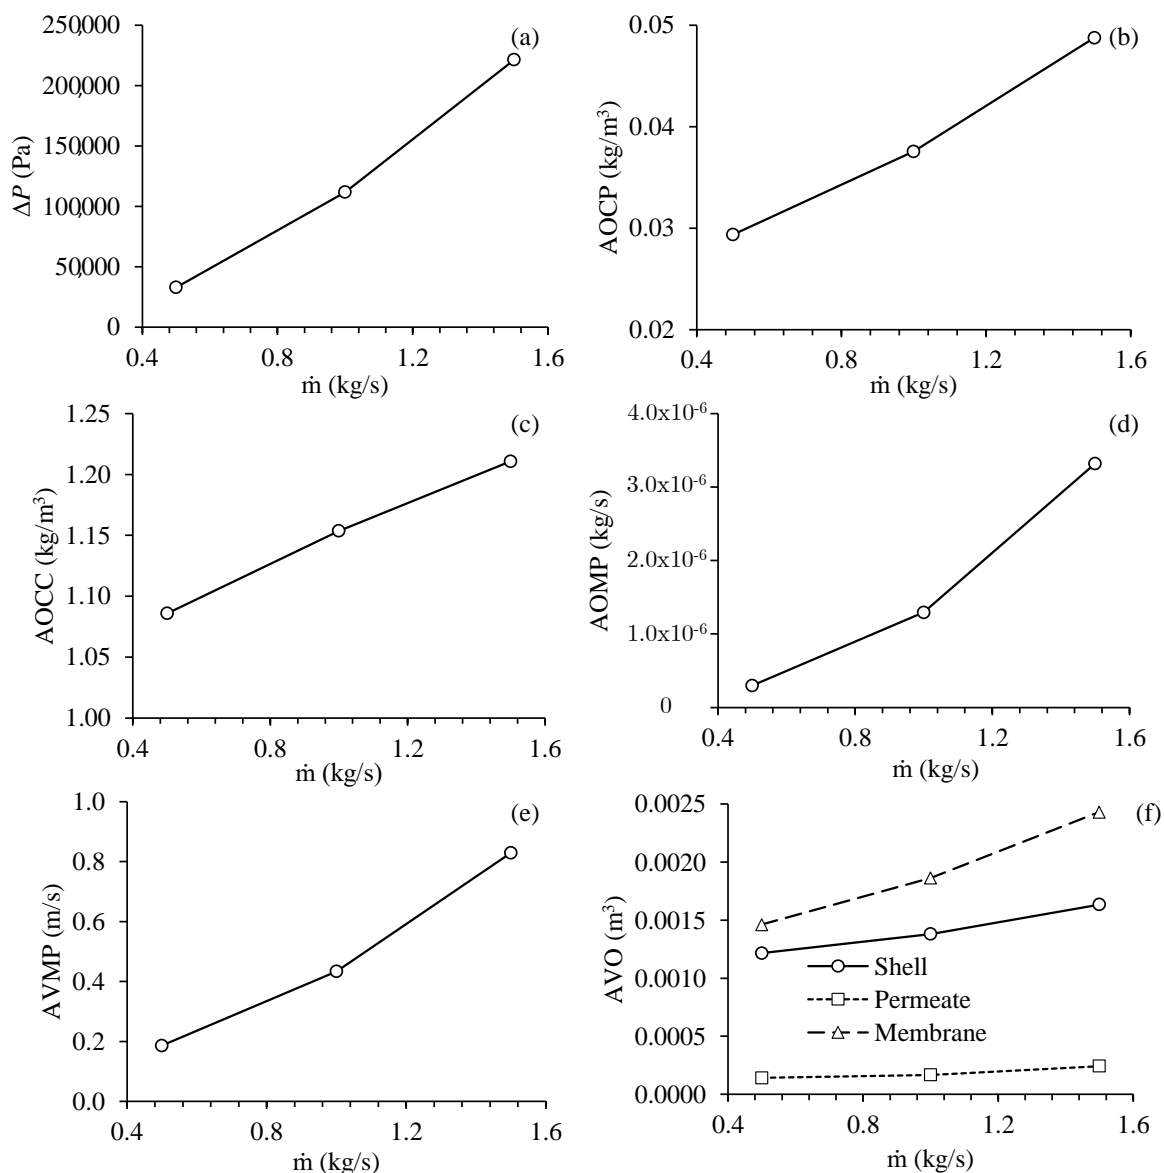 (a)
250,000
200,000
150,000
100,000
50,000
0
ΔP (Pa)
0.4 0.8 1.2 1.6
ṁ (kg/s)
(b)
0.05
0.04
0.03
0.02
AOCP (kg/m³)
0.4 0.8 1.2 1.6
ṁ (kg/s)
(c)
1.25
1.20
1.15
1.10
1.05
1.00
AOCC (kg/m³)
0.4 0.8 1.2 1.6
ṁ (kg/s)
(d)
4.0x10⁻⁶
3.0x10⁻⁶
2.0x10⁻⁶
1.0x10⁻⁶
0
AOMP (kg/s)
0.4 0.8 1.2 1.6
ṁ (kg/s)
(e)
1.0
0.8
0.6
0.4
0.2
0.0
AVMP (m/s)
0.4 0.8 1.2 1.6
ṁ (kg/s)
(f)
0.0025
0.0020
0.0015
0.0010
0.0005
0.0000
AVO (m³)
Shell
Permeate
Membrane
0.4 0.8 1.2 1.6
ṁ (kg/s)